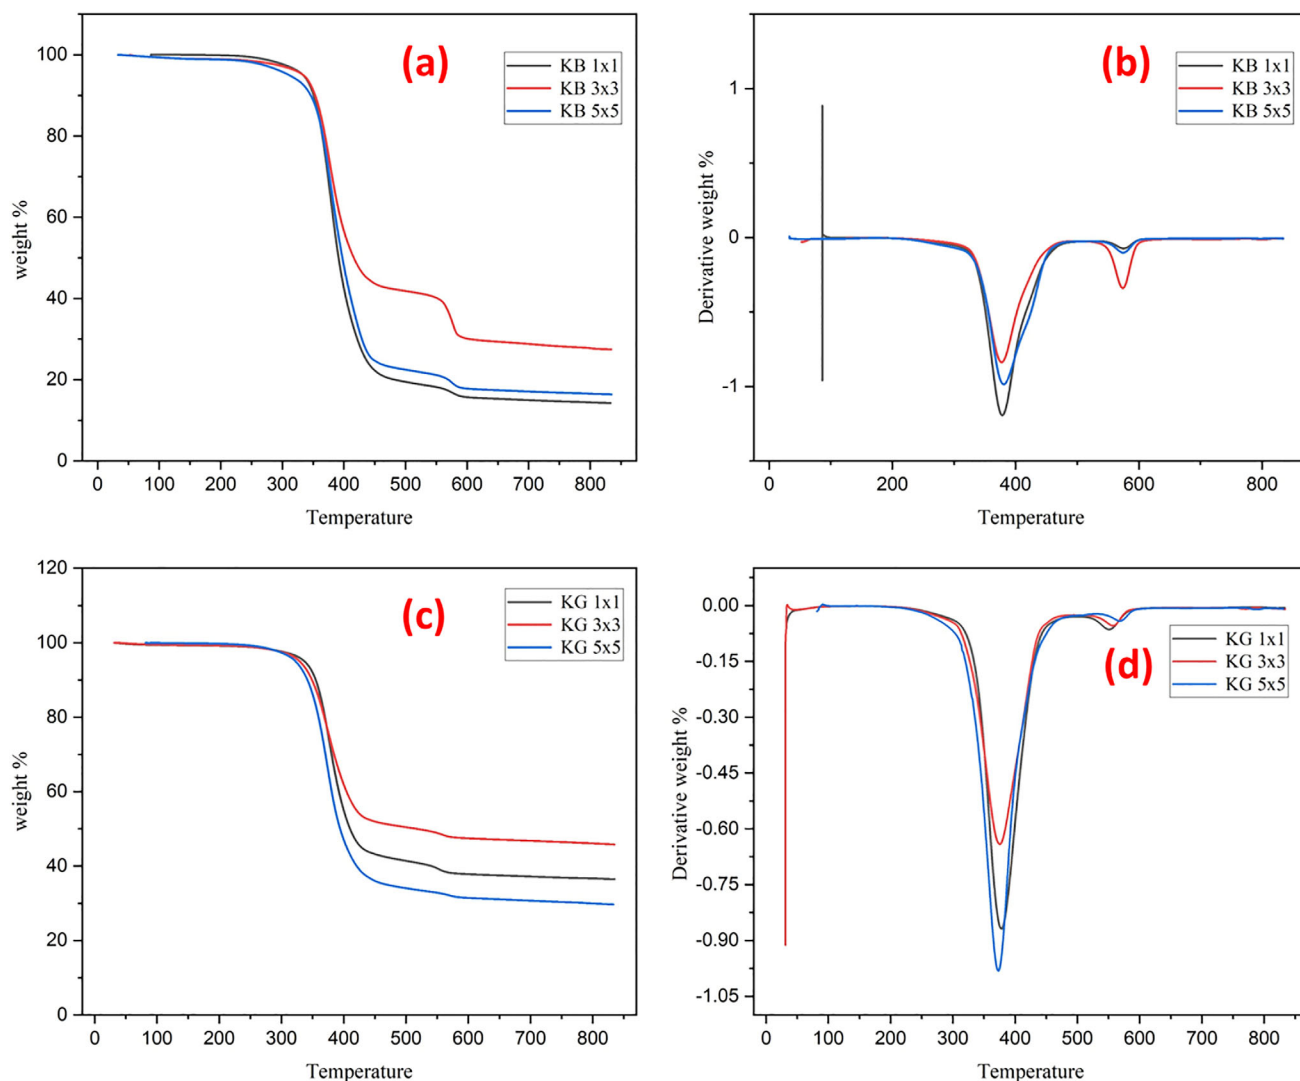 (a)
KB 1x1
KB 3x3
KB 5x5
100
80
60
40
20
0
weight %
0 100 200 300 400 500 600 700 800
Temperature
(b)
KB 1x1
KB 3x3
KB 5x5
1
0
-1
Derivative weight %
0 200 400 600 800
Temperature
(c)
KG 1x1
KG 3x3
KG 5x5
120
100
80
60
40
20
0
weight %
0 100 200 300 400 500 600 700 800
Temperature
(d)
KG 1x1
KG 3x3
KG 5x5
0.00
-0.15
-0.30
-0.45
-0.60
-0.75
-0.90
-1.05
Derivative weight %
0 100 200 300 400 500 600 700 800
Temperature